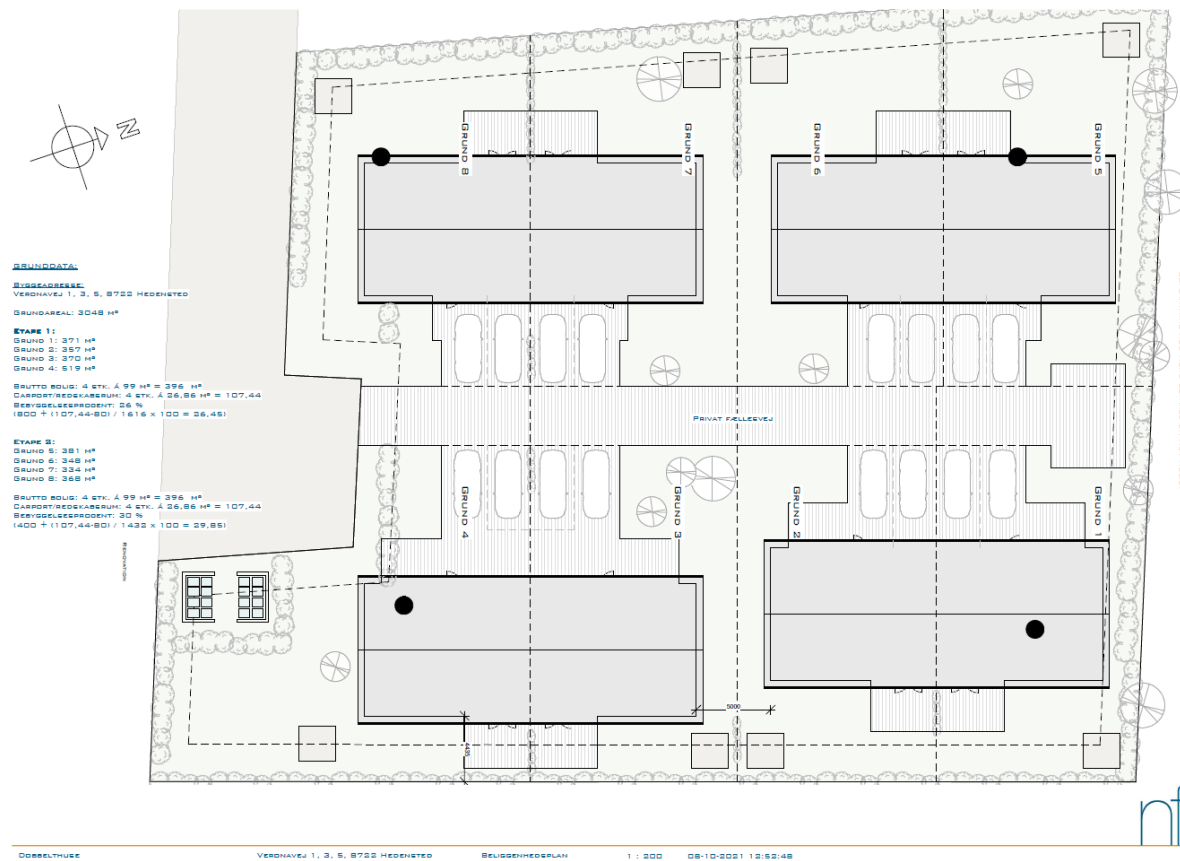 N
GRUND 8
GRUND 7
GRUND 6
GRUND 5
GRUNDDATA:
BYGGEADRESSE:
VERONAVEJ 1, 3, 5, 8722 HEDENSTED
GRUNDAREAL: 3048 M²
ETAPE 1:
GRUND 1: 371 M²
GRUND 2: 357 M²
GRUND 3: 370 M²
GRUND 4: 519 M²
BRUTTO BOLIG: 4 STK. Á 99 M² = 396 M²
CARPORT/REDSKABSRUM: 4 STK. Á 26,86 M² = 107,44
BEBYGGELSESPRODENT: 26 %
(800 + (107,44-80) / 1616 X 100 = 26,45)
ETAPE 2:
GRUND 5: 381 M²
GRUND 6: 348 M²
GRUND 7: 334 M²
GRUND 8: 368 M²
BRUTTO BOLIG: 4 STK. Á 99 M² = 396 M²
CARPORT/REDSKABSRUM: 4 STK. Á 26,86 M² = 107,44
BEBYGGELSESPRODENT: 30 %
(400 + (107,44-80) / 1432 X 100 = 29,85)
PRIVAT FÆLLESVEJ
GRUND 4
GRUND 3
GRUND 2
GRUND 1
RENOVATION
5000
nf
DOBBELTHUSE VERONAVEJ 1, 3, 5, 8722 HEDENSTED BELIGGENHEDSPLAN 1 : 200 08-10-2021 12:52:48